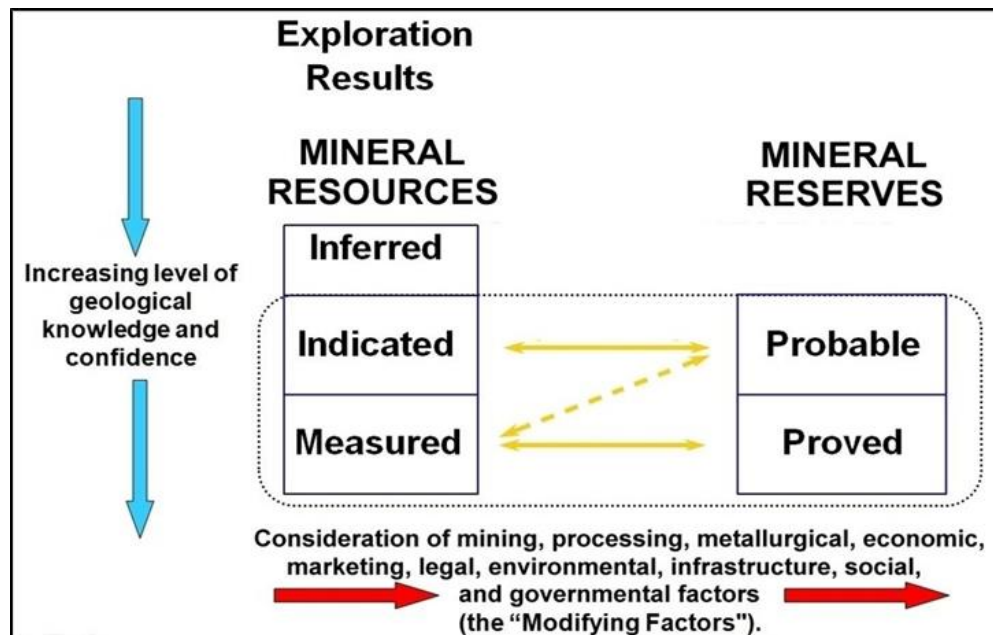 Exploration
Results
MINERAL
RESOURCES
MINERAL
RESERVES
Inferred
Increasing level of
geological
knowledge and
confidence
Indicated
Probable
Measured
Proved
Consideration of mining, processing, metallurgical, economic,
marketing, legal, environmental, infrastructure, social,
and governmental factors
(the “Modifying Factors").